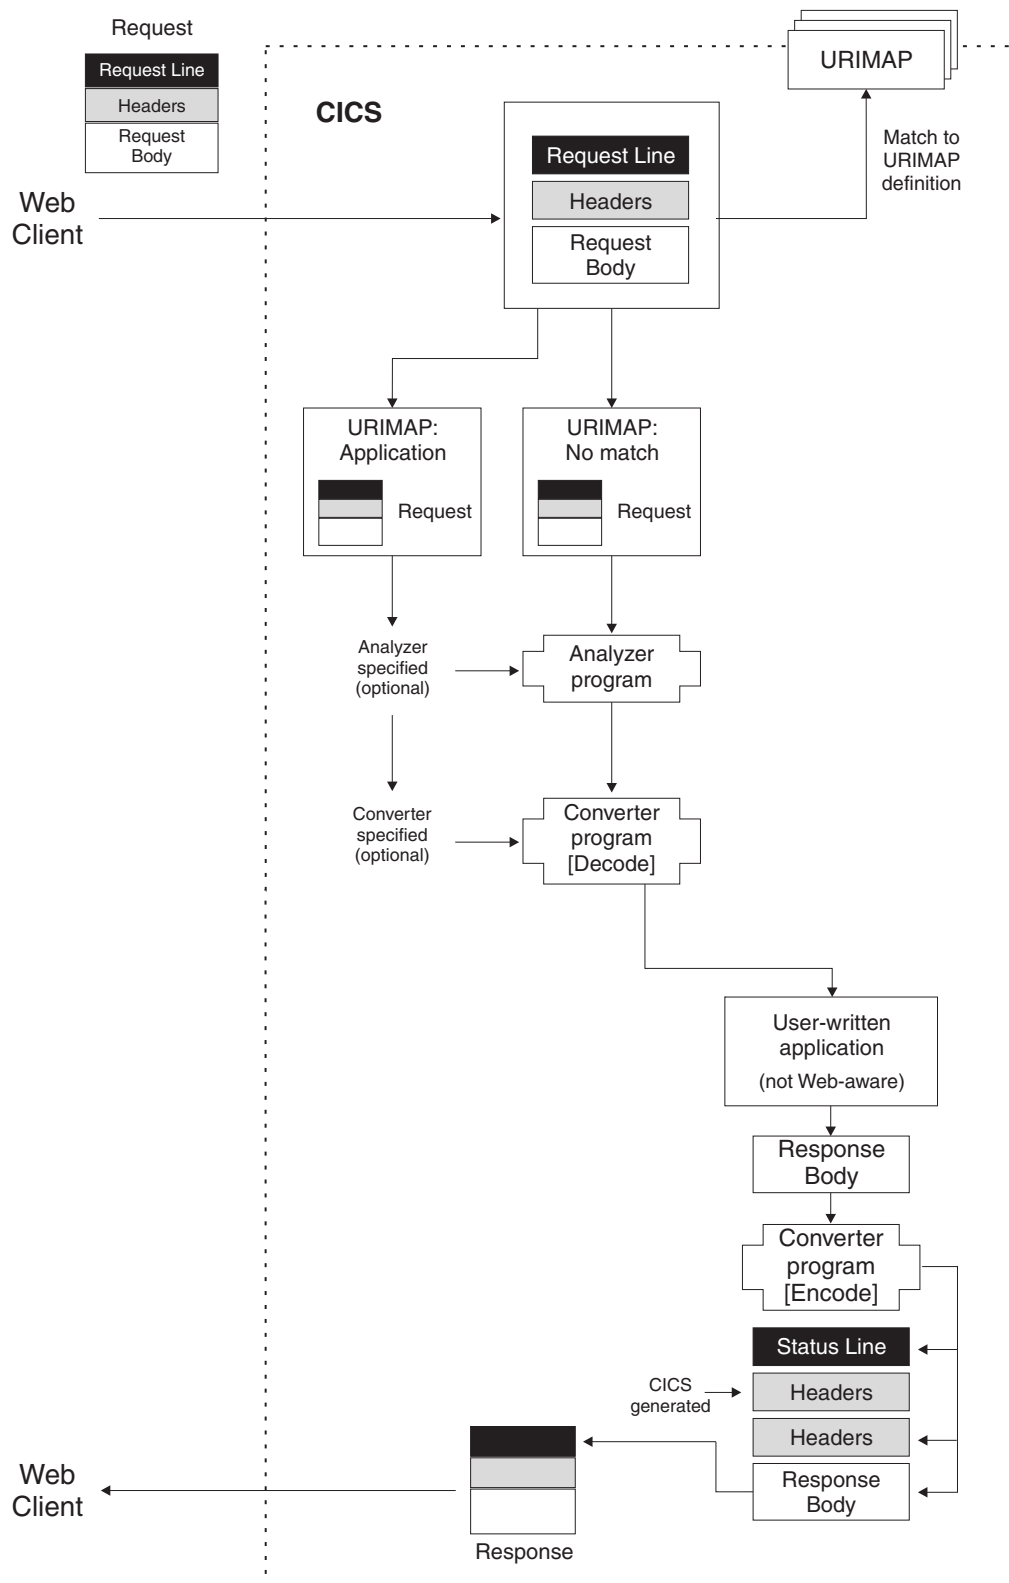 Request
Request Line
Headers
Request
Body
URIMAP
CICS
Request Line
Headers
Request
Body
Match to
URIMAP
definition
Web
Client
URIMAP:
Application
Request
URIMAP:
No match
Request
Analyzer
specified
(optional)
Analyzer
program
Converter
specified
(optional)
Converter
program
[Decode]
User-written
application
(not Web-aware)
Response
Body
Converter
program
[Encode]
Status Line
CICS
generated
Headers
Headers
Response
Body
Web
Client
Response